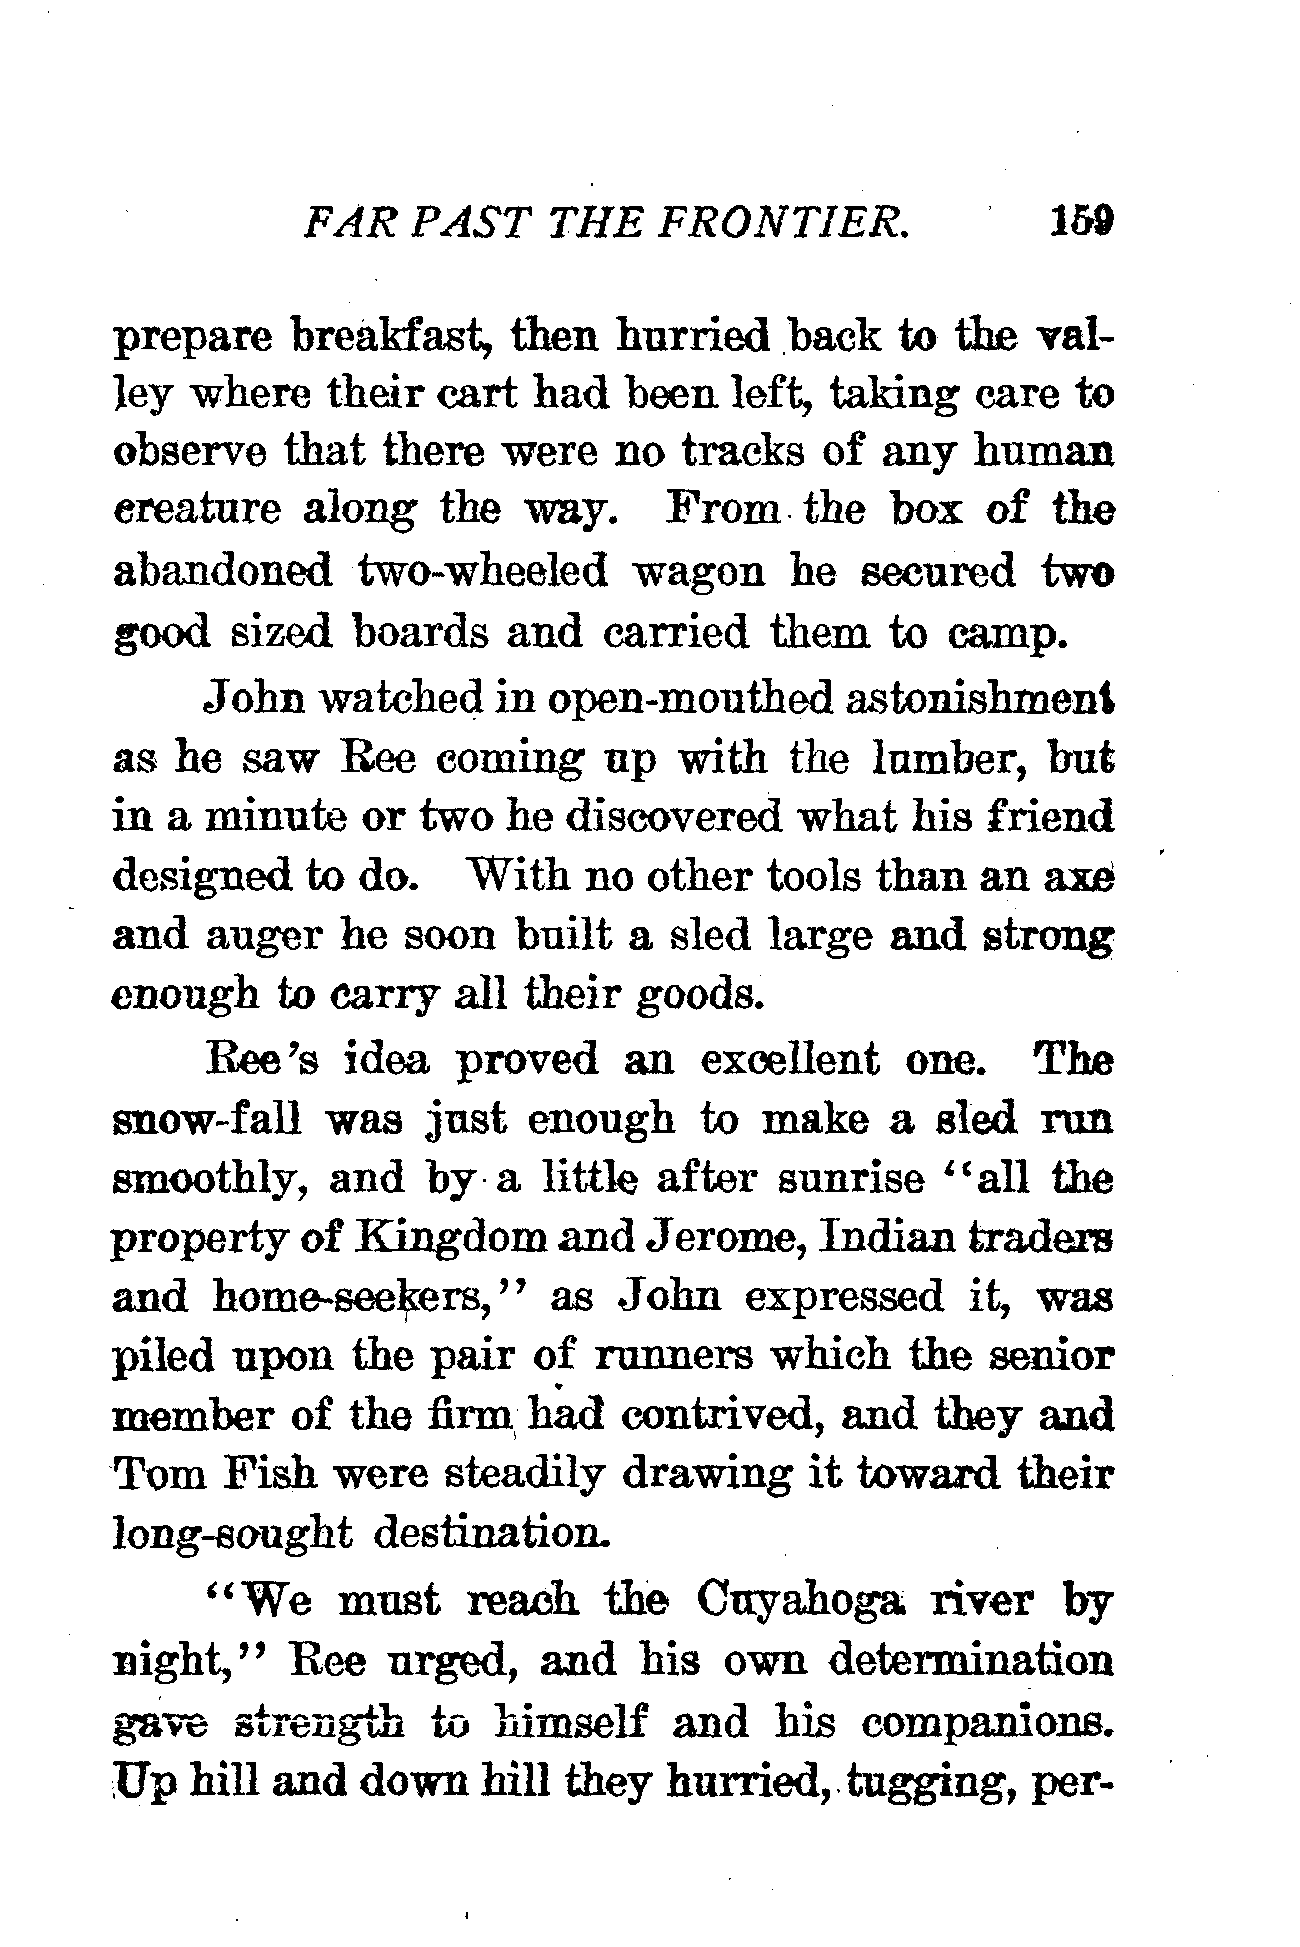 FAR PAST THE FRONTIER. 159
prepare breakfast, then hurried back to the val-
ley where their cart had been left, taking care to
observe that there were no tracks of any human
creature along the way. From the box of the
abandoned two-wheeled wagon he secured two
good sized boards and carried them to camp.
John watched in open-mouthed astonishment
as he saw Ree coming up with the lumber, but
in a minute or two he discovered what his friend
designed to do. With no other tools than an axe
and auger he soon built a sled large and strong
enough to carry all their goods.
Ree's idea proved an excellent one. The
snow-fall was just enough to make a sled run
smoothly, and by a little after sunrise "all the
property of Kingdom and Jerome, Indian traders
and home-seekers," as John expressed it, was
piled upon the pair of runners which the senior
member of the firm had contrived, and they and
Tom Fish were steadily drawing it toward their
long-sought destination.
"We must reach the Cuyahoga river by
night," Ree urged, and his own determination
gave strength to himself and his companions.
Up hill and down hill they hurried, tugging, per-